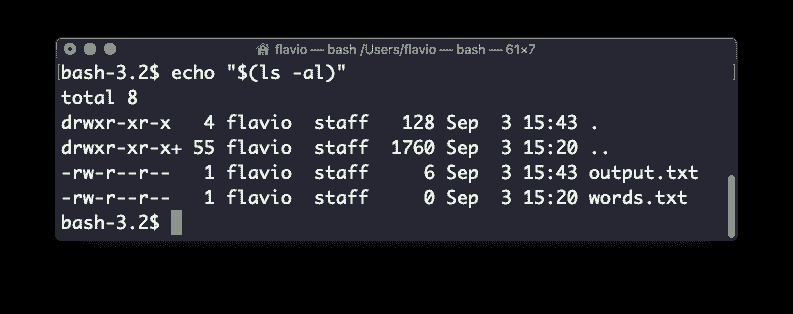 flavio — bash /Users/flavio — bash — 61×7
bash-3.2$ echo "$(ls -al)"
total 8
drwxr-xr-x   4 flavio  staff   128 Sep  3 15:43 .
drwxr-xr-x+ 55 flavio  staff  1760 Sep  3 15:20 ..
-rw-r--r--   1 flavio  staff     6 Sep  3 15:43 output.txt
-rw-r--r--   1 flavio  staff     0 Sep  3 15:20 words.txt
bash-3.2$